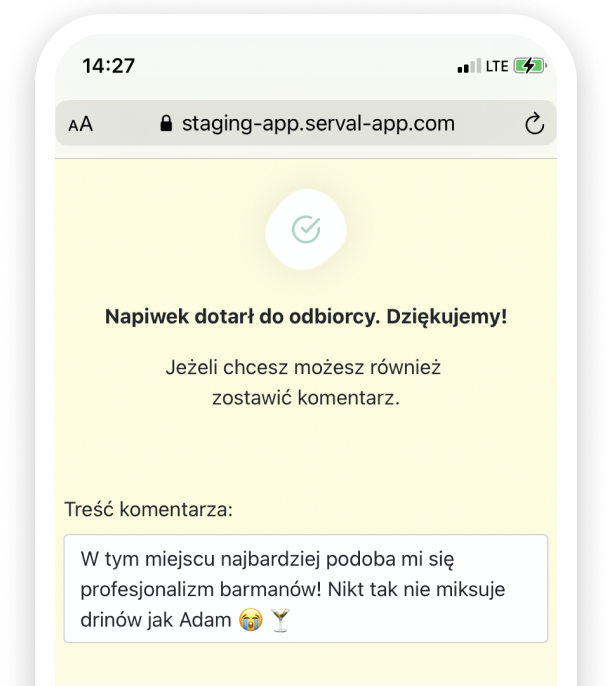 14:27
LTE
AA
staging-app.serval-app.com
Napiwek dotarł do odbiorcy. Dziękujemy!
Jeżeli chcesz możesz również
zostawić komentarz.
Treść komentarza:
W tym miejscu najbardziej podoba mi się
profesjonalizm barmanów! Nikt tak nie miksuje
drinów jak Adam 😭 🍸